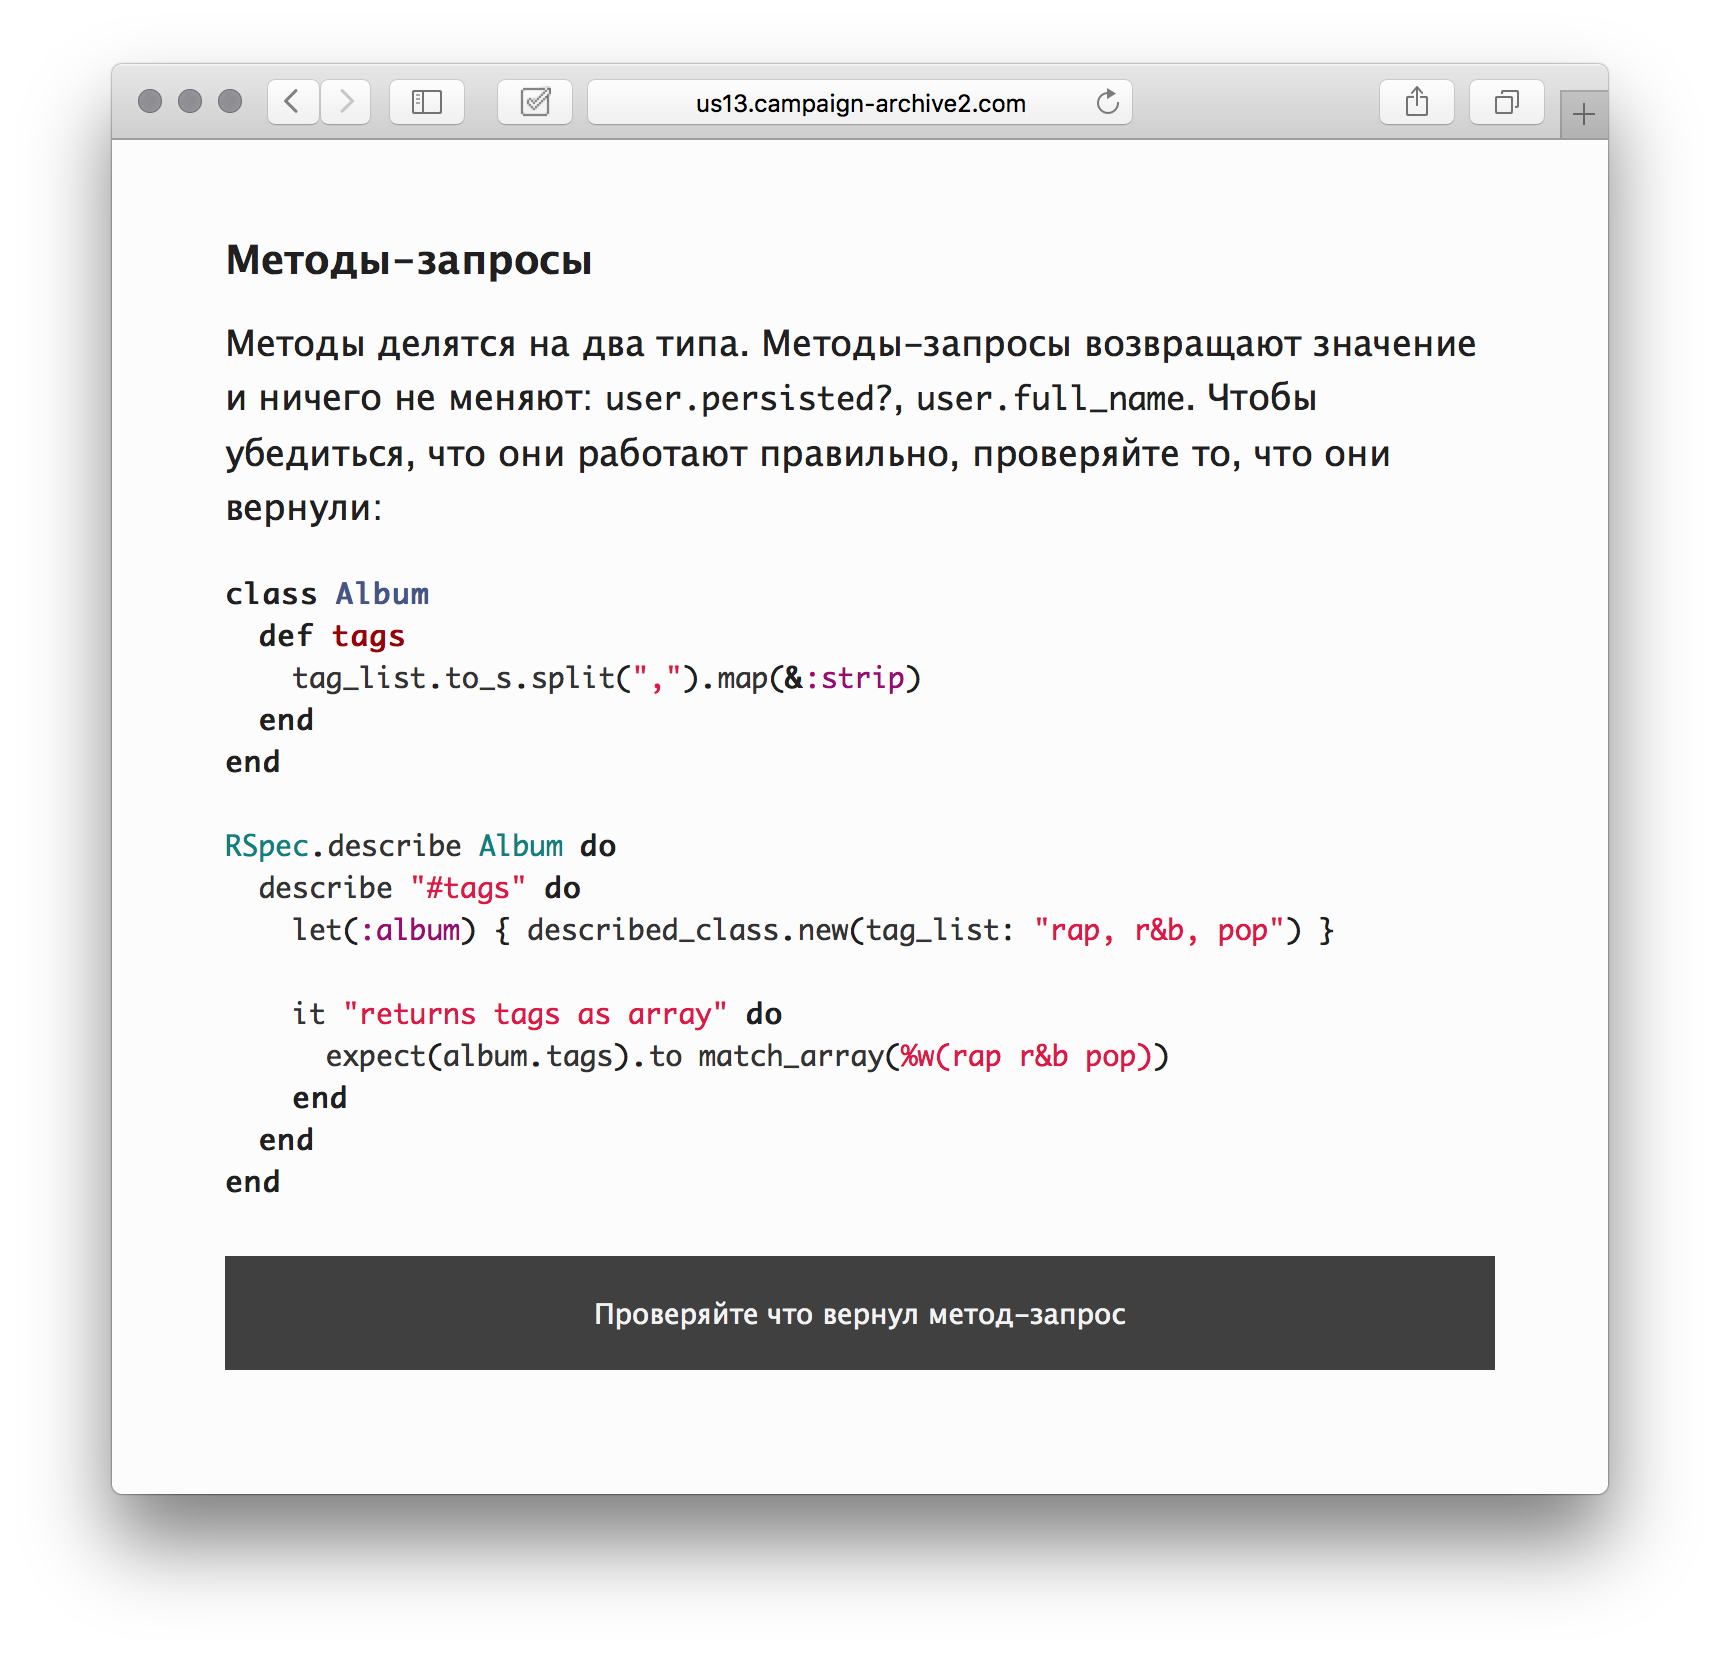 us13.campaign-archive2.com
Методы-запросы
Методы делятся на два типа. Методы-запросы возвращают значение
и ничего не меняют: user.persisted?, user.full_name. Чтобы
убедиться, что они работают правильно, проверяйте то, что они
вернули:
class Album
  def tags
    tag_list.to_s.split(",").map(&:strip)
  end
end
RSpec.describe Album do
  describe "#tags" do
    let(:album) { described_class.new(tag_list: "rap, r&b, pop") }
    it "returns tags as array" do
      expect(album.tags).to match_array(%w(rap r&b pop))
    end
  end
end
Проверяйте что вернул метод-запрос